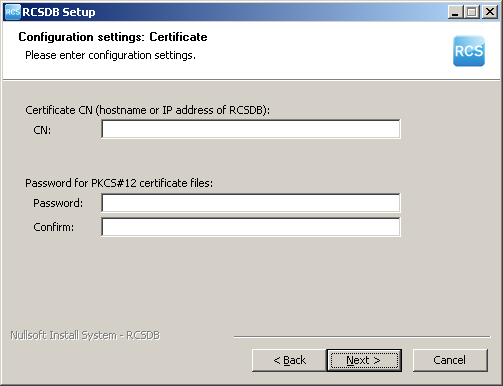 RCS RCSDB Setup
Configuration settings: Certificate
Please enter configuration settings.
RCS
Certificate CN (hostname or IP address of RCSDB):
CN:
Password for PKCS#12 certificate files:
Password:
Confirm:
Nullsoft Install System - RCSDB
< Back Next > Cancel